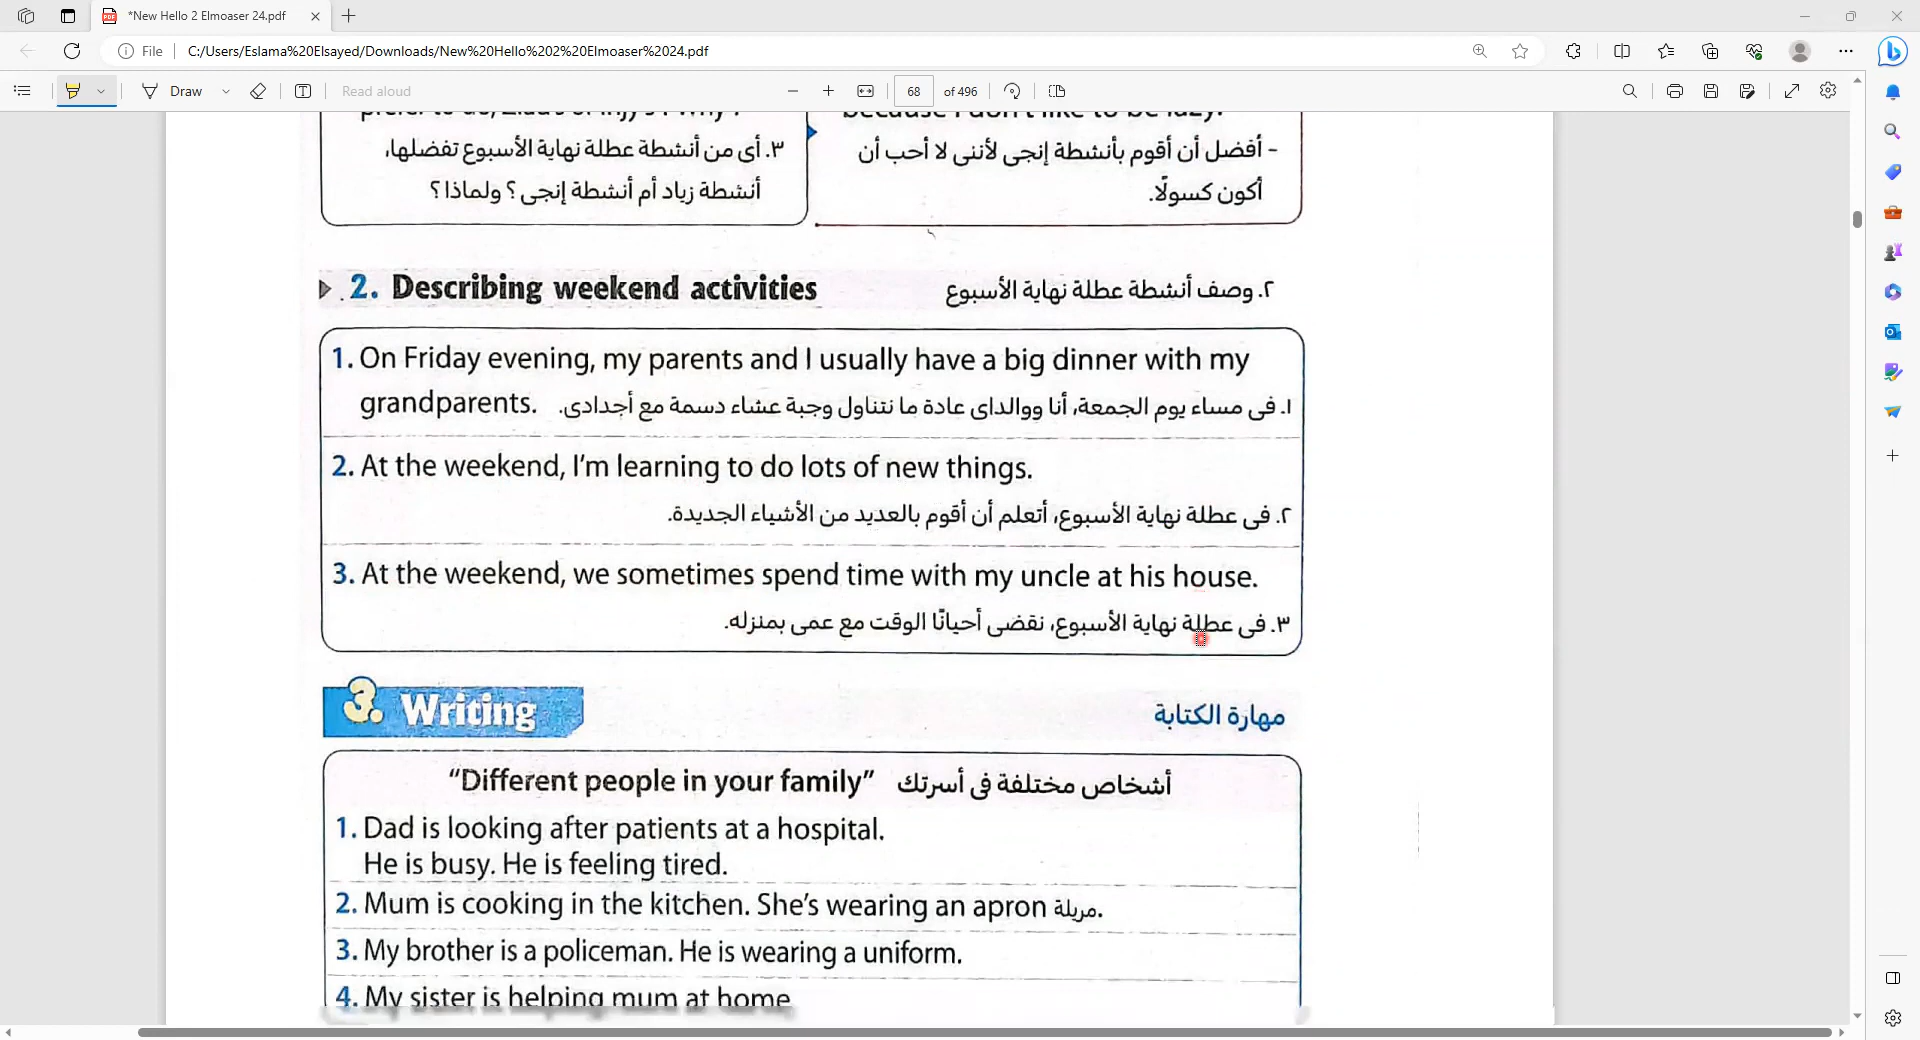 *New Hello 2 Elmoaser 24.pdf
File C:/Users/Eslama%20Elsayed/Downloads/New%20Hello%202%20Elmoaser%2024.pdf
Draw Read aloud 68 of 496
because I don't like to be lazy.
٣. أى من أنشطة عطلة نهاية الأسبوع تفضلها،
أنشطة زياد أم أنشطة إنجى؟ ولماذا؟
- أفضل أن أقوم بأنشطة إنجى لأننى لا أحب أن
أكون كسولًا.
2. Describing weekend activities ٢. وصف أنشطة عطلة نهاية الأسبوع
1. On Friday evening, my parents and I usually have a big dinner with my
grandparents. ١. فى مساء يوم الجمعة، أنا ووالداى عادة ما نتناول وجبة عشاء دسمة مع أجدادى.
2. At the weekend, I'm learning to do lots of new things.
٢. فى عطلة نهاية الأسبوع، أتعلم أن أقوم بالعديد من الأشياء الجديدة.
3. At the weekend, we sometimes spend time with my uncle at his house.
٣. فى عطلة نهاية الأسبوع، نقضى أحيانًا الوقت مع عمى بمنزله.
3. Writing مهارة الكتابة
"Different people in your family" أشخاص مختلفة فى أسرتك
1. Dad is looking after patients at a hospital.
He is busy. He is feeling tired.
2. Mum is cooking in the kitchen. She's wearing an apron مريلة.
3. My brother is a policeman. He is wearing a uniform.
4. My sister is helping mum at home